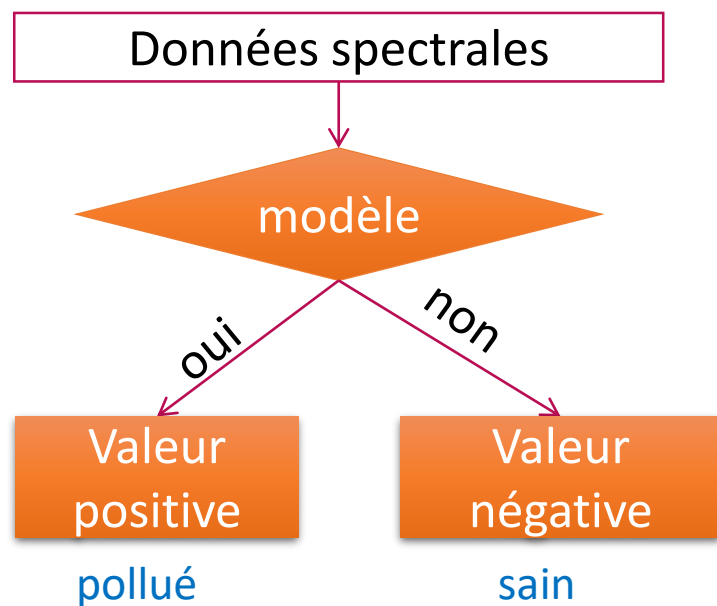 Données spectrales
modèle
oui
non
Valeur
positive
Valeur
négative
pollué
sain